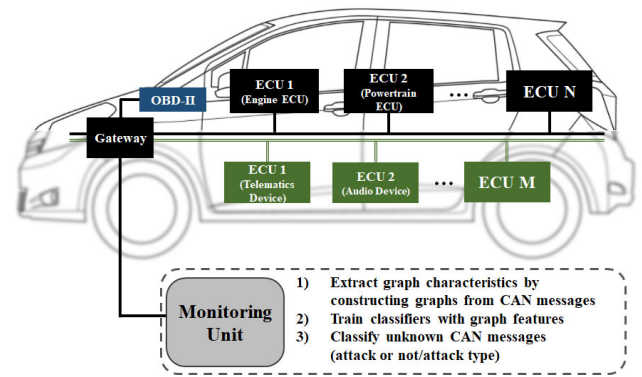 OBD-II
Gateway
ECU 1
(Engine ECU)
ECU 2
(Powertrain
ECU)
...
ECU N
ECU 1
(Telematics
Device)
ECU 2
(Audio Device)
...
ECU M
Monitoring
Unit
1) Extract graph characteristics by
constructing graphs from CAN messages
2) Train classifiers with graph features
3) Classify unknown CAN messages
(attack or not/attack type)